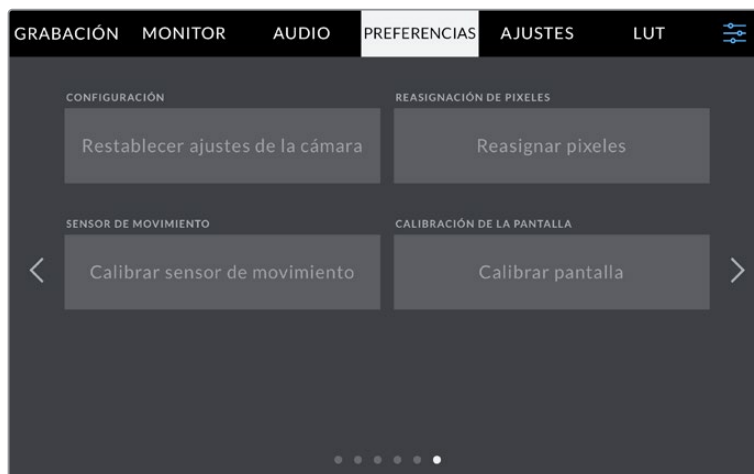 GRABACIÓN MONITOR AUDIO PREFERENCIAS AJUSTES LUT
CONFIGURACIÓN
Restablecer ajustes de la cámara
REASIGNACIÓN DE PIXELES
Reasignar pixeles
SENSOR DE MOVIMIENTO
Calibrar sensor de movimiento
CALIBRACIÓN DE LA PANTALLA
Calibrar pantalla